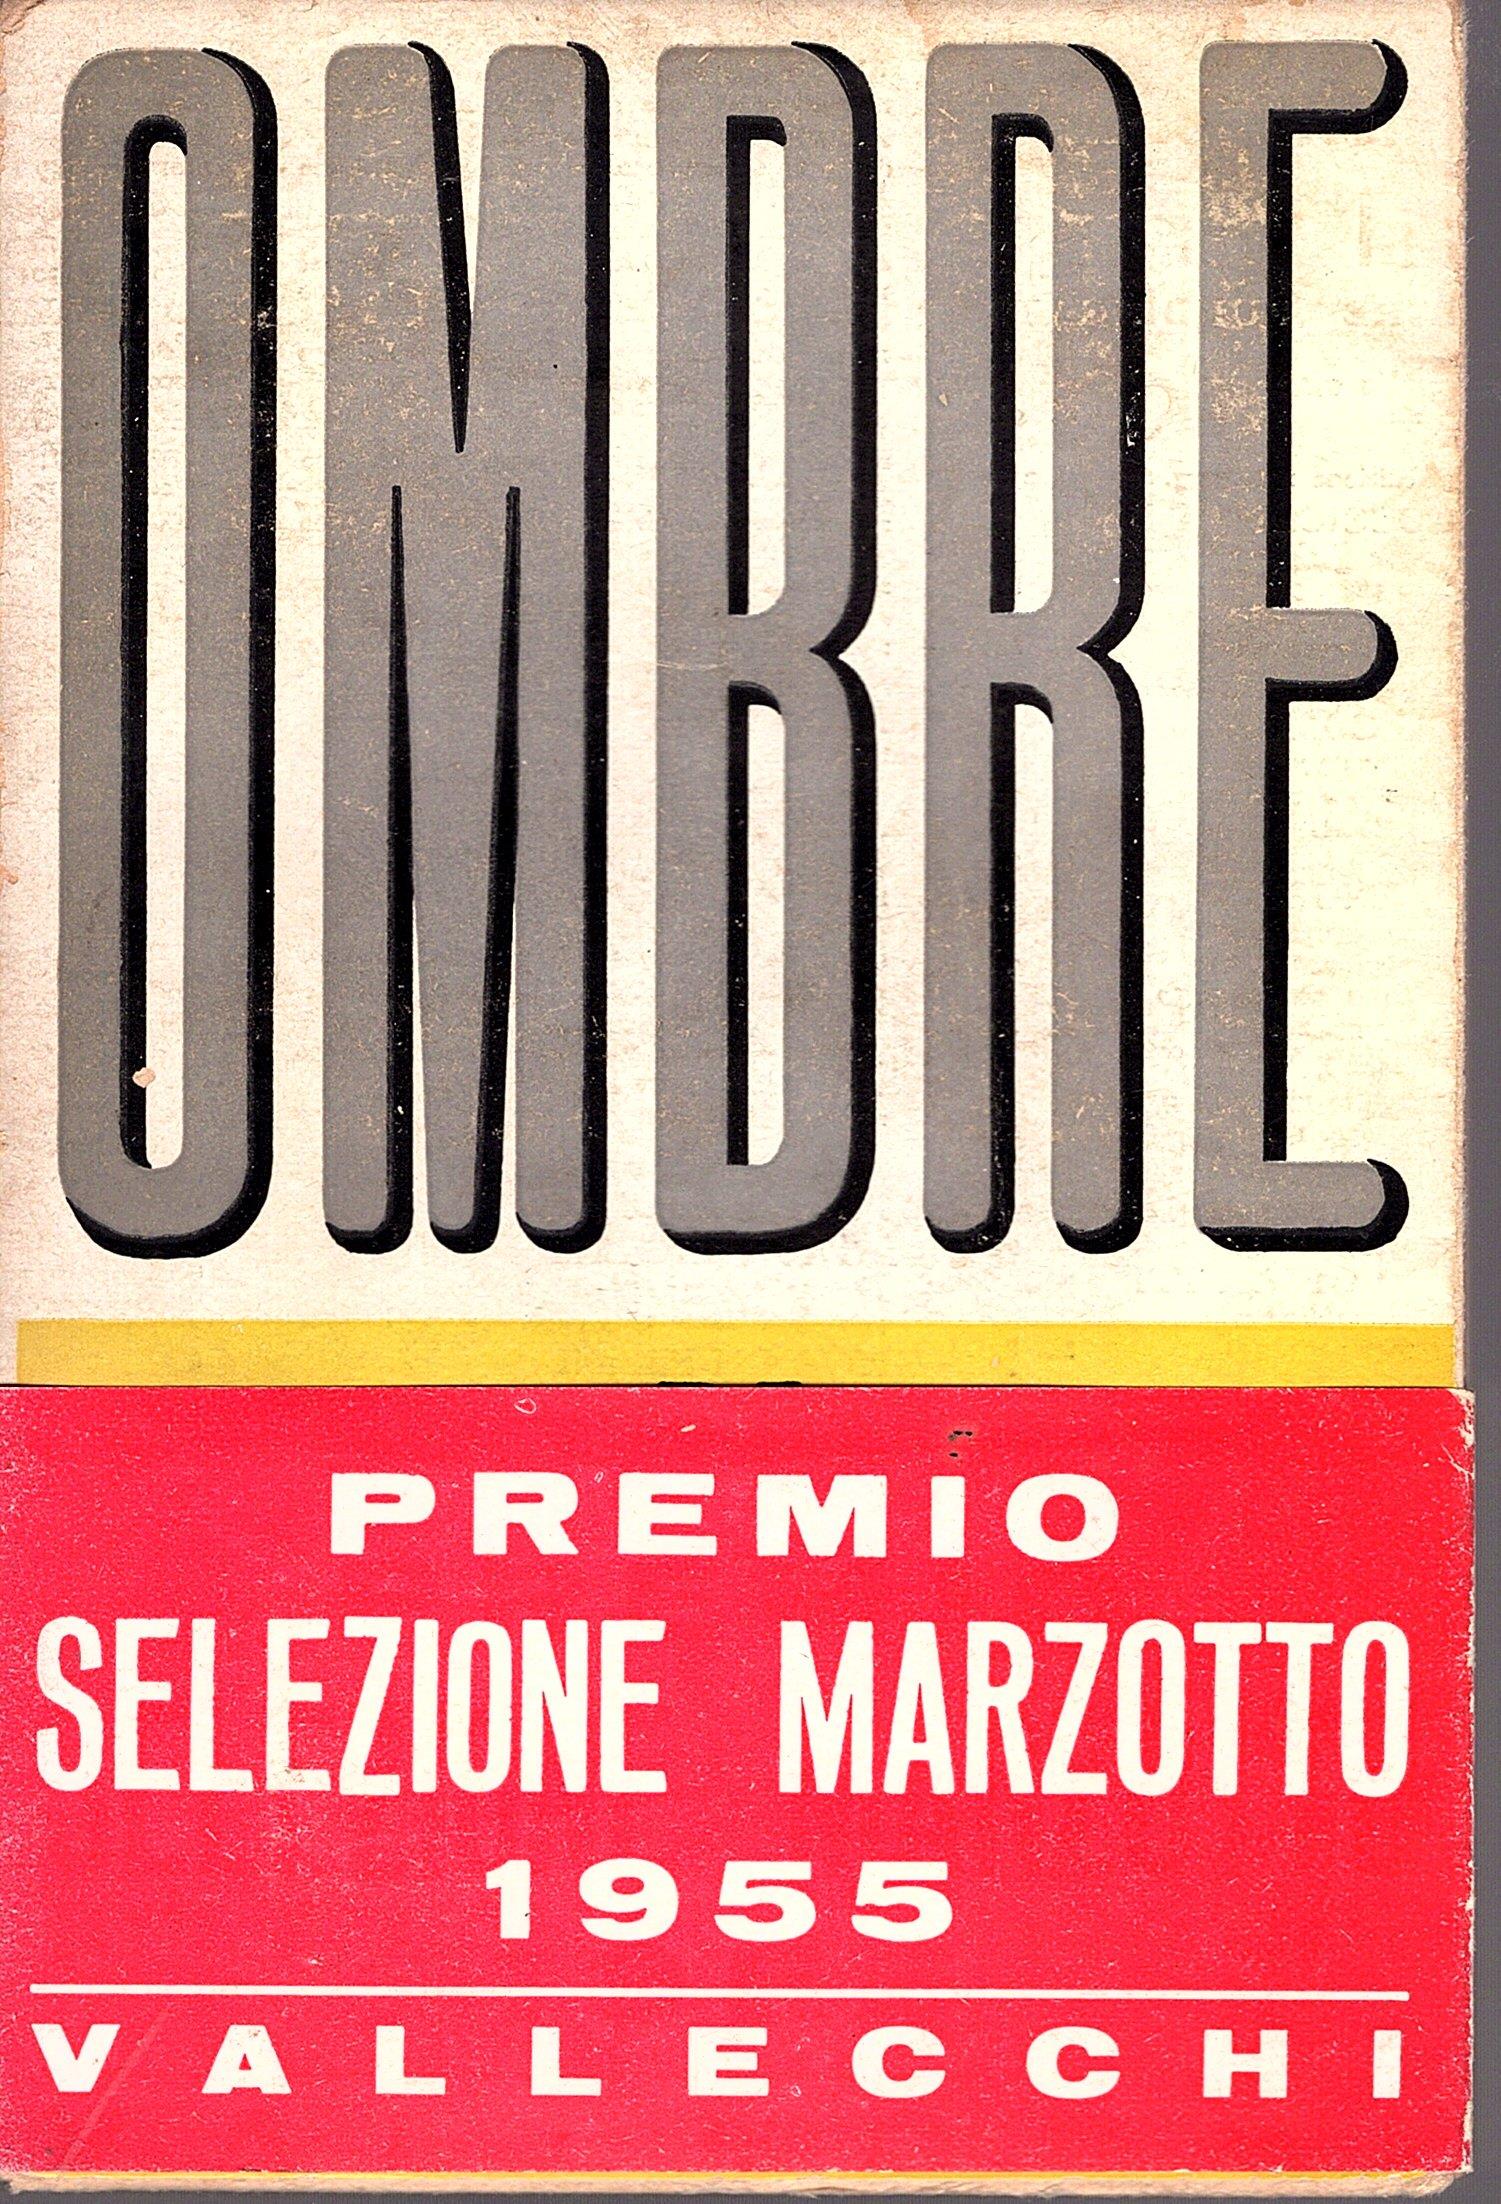 OMBRE
PREMIO
SELEZIONE MARZOTTO
1955
VALLECCHI